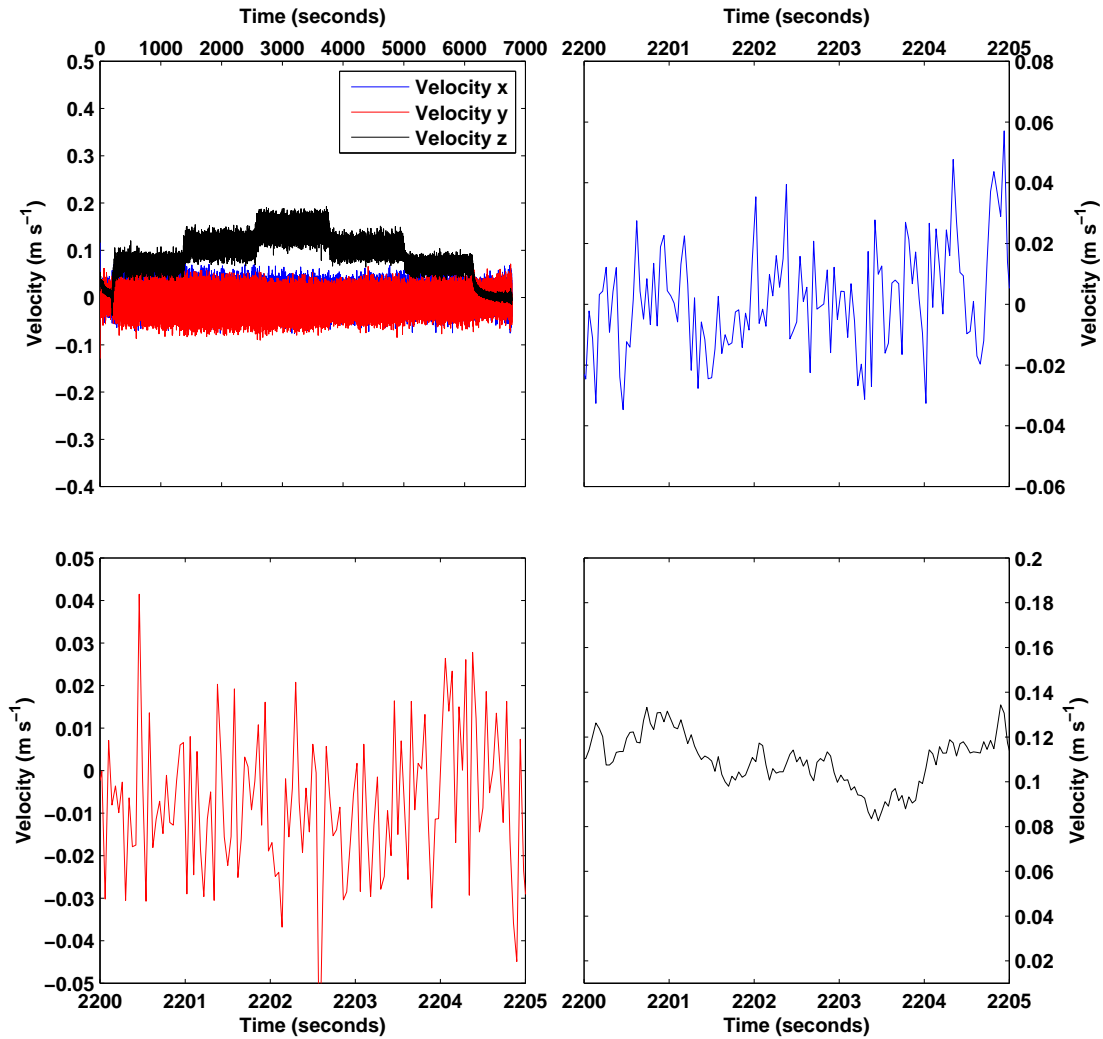 Time (seconds)
0 1000 2000 3000 4000 5000 6000 7000
0.5
0.4
0.3
0.2
0.1
0
−0.1
−0.2
−0.3
−0.4
Velocity (m s⁻¹)
Velocity x
Velocity y
Velocity z
Time (seconds)
2200 2201 2202 2203 2204 2205
0.08
0.06
0.04
0.02
0
−0.02
−0.04
−0.06
Velocity (m s⁻¹)
0.05
0.04
0.03
0.02
0.01
0
−0.01
−0.02
−0.03
−0.04
−0.05
Velocity (m s⁻¹)
2200 2201 2202 2203 2204 2205
Time (seconds)
0.2
0.18
0.16
0.14
0.12
0.1
0.08
0.06
0.04
0.02
Velocity (m s⁻¹)
2200 2201 2202 2203 2204 2205
Time (seconds)